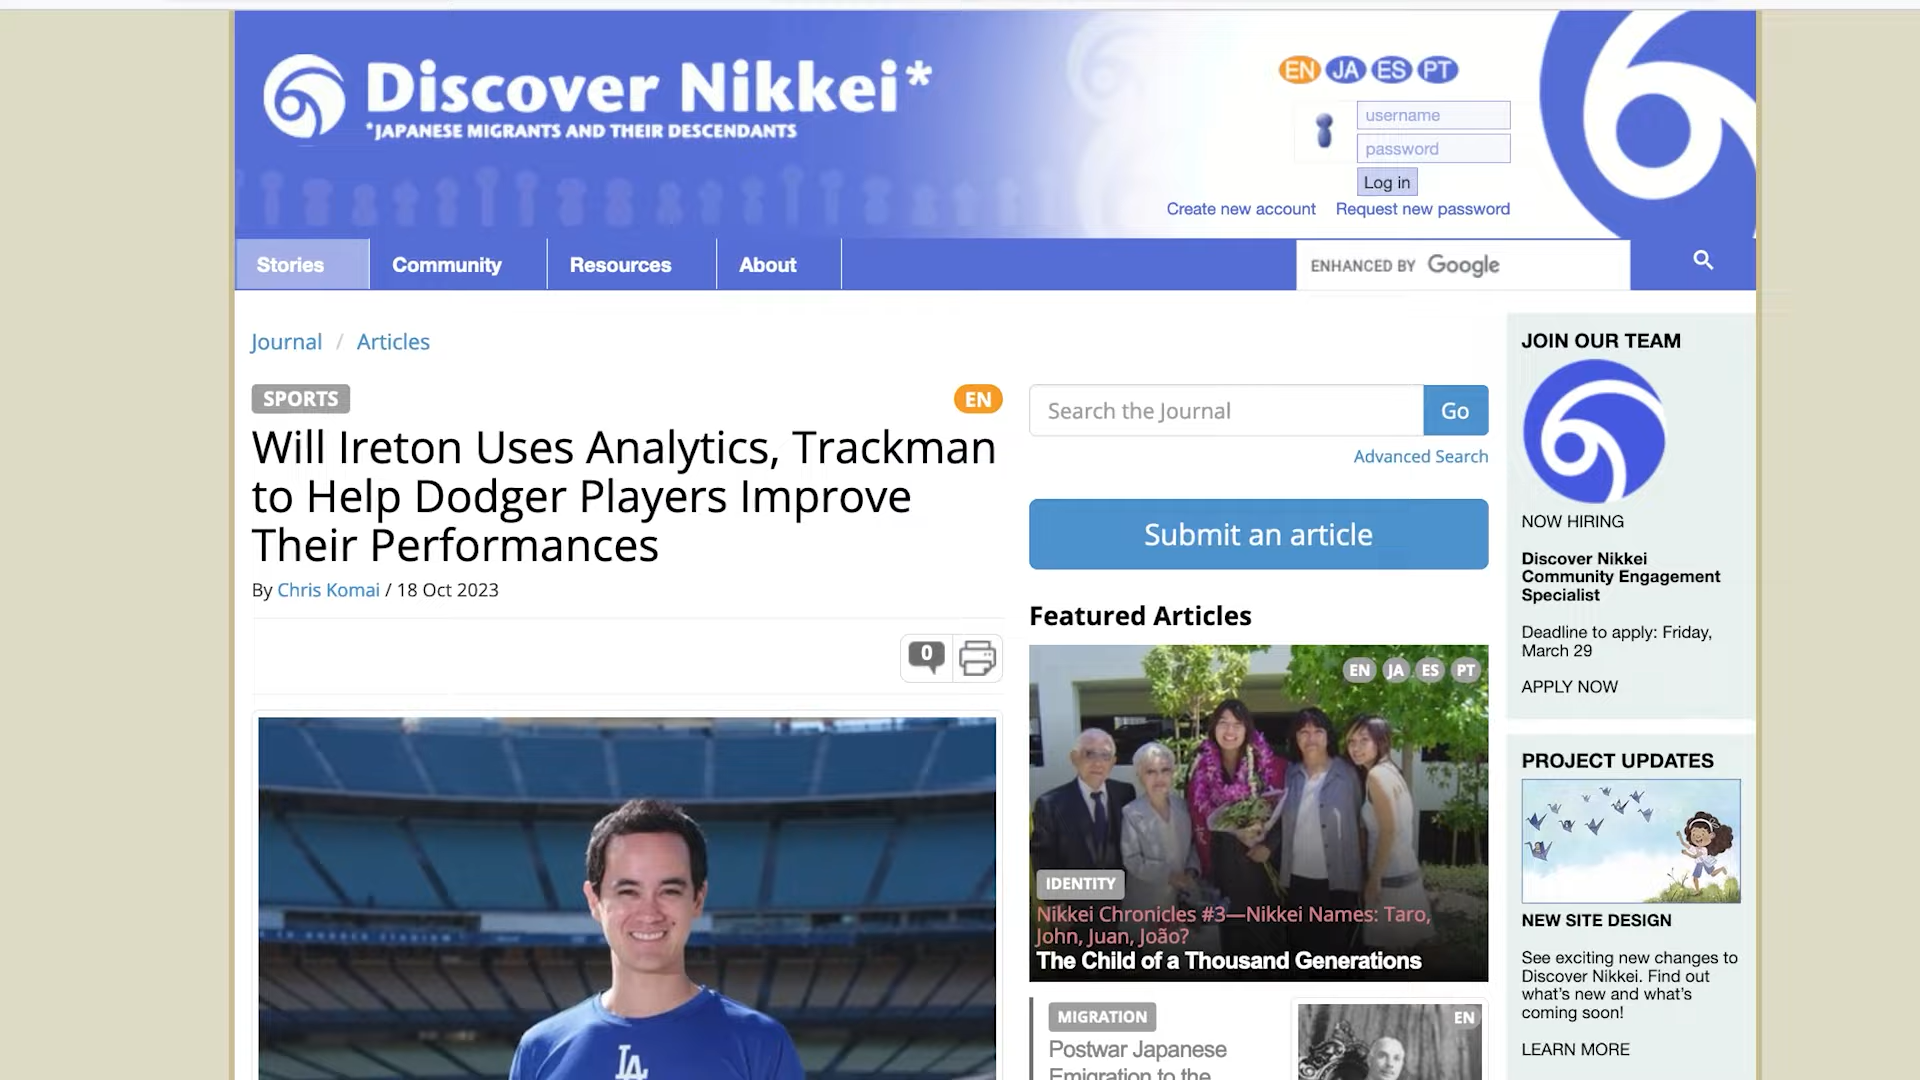 Discover Nikkei*
*JAPANESE MIGRANTS AND THEIR DESCENDANTS
EN JA ES PT
username
password
Log in
Create new account Request new password
Stories Community Resources About
ENHANCED BY Google
Journal / Articles
SPORTS
EN
Will Ireton Uses Analytics, Trackman
to Help Dodger Players Improve
Their Performances
By Chris Komai / 18 Oct 2023
0
LA
Search the Journal
Go
Advanced Search
Submit an article
Featured Articles
EN JA ES PT
IDENTITY
Nikkei Chronicles #3—Nikkei Names: Taro,
John, Juan, João?
The Child of a Thousand Generations
MIGRATION
EN
Postwar Japanese
Emigration to the
JOIN OUR TEAM
NOW HIRING
Discover Nikkei
Community Engagement
Specialist
Deadline to apply: Friday,
March 29
APPLY NOW
PROJECT UPDATES
NEW SITE DESIGN
See exciting new changes to
Discover Nikkei. Find out
what's new and what's
coming soon!
LEARN MORE